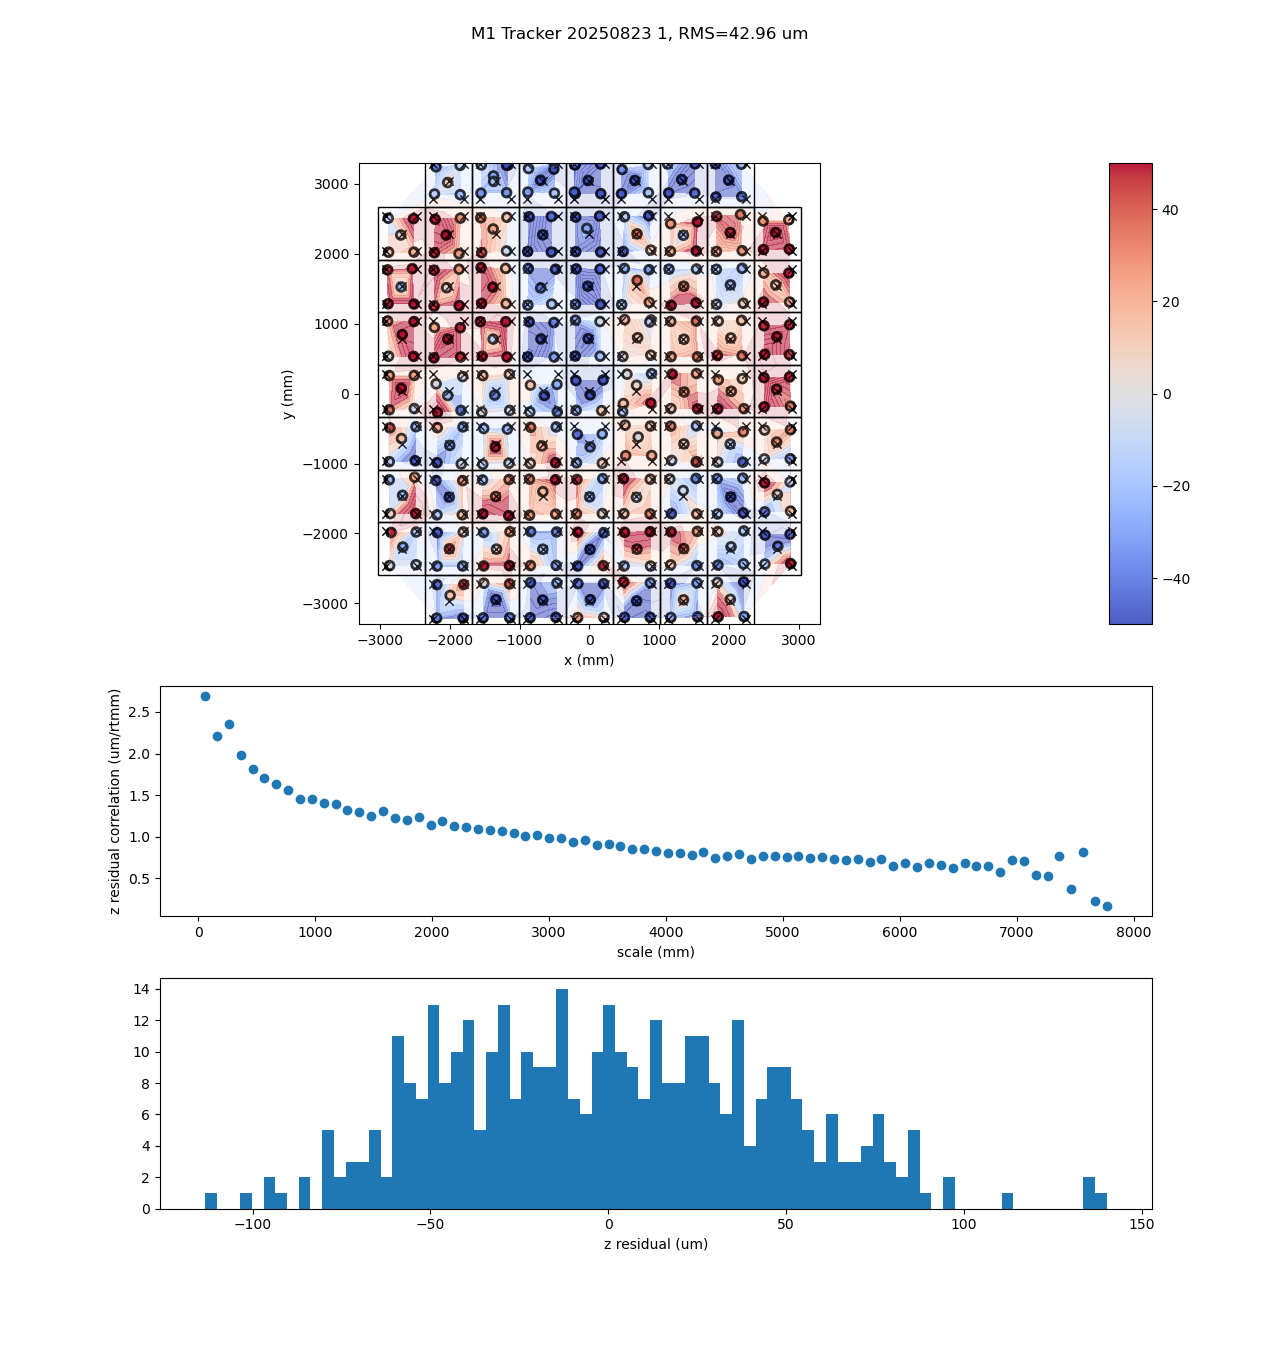 M1 Tracker 20250823 1, RMS=42.96 um
3000
2000
1000
0
−1000
−2000
−3000
y (mm)
−3000 −2000 −1000 0 1000 2000 3000
x (mm)
40
20
0
−20
−40
2.5
2.0
1.5
1.0
0.5
z residual correlation (um/rtmm)
0 1000 2000 3000 4000 5000 6000 7000 8000
scale (mm)
14
12
10
8
6
4
2
0
−100 −50 0 50 100 150
z residual (um)